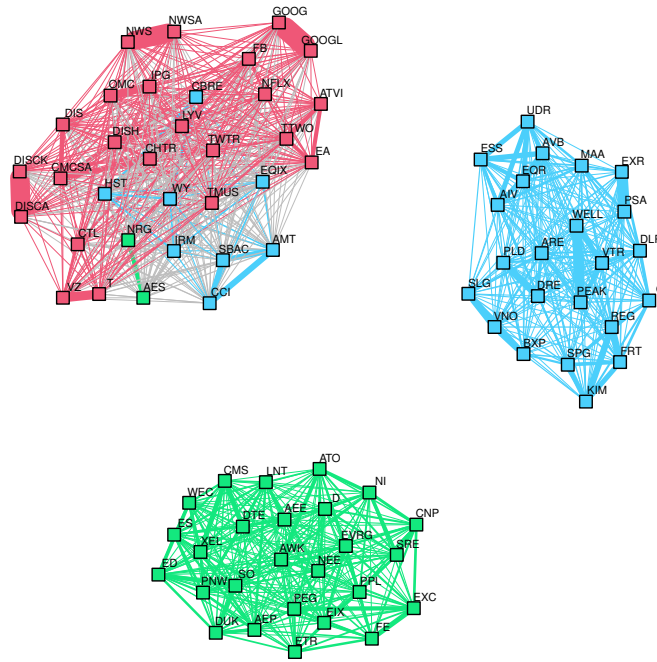 GOOG
NWSA
NWS
GOOGL
FB
IPG
CBRE
NFLX
OMC
ATVI
DIS
LYV
DISH
TTWO
TWTR
CHTR
EA
DISCK
CMCSA
EQIX
HST
WY
TMUS
DISCA
CTL
NRG
IRM
SBAC
AMT
VZ
T
AES
CCI
UDR
AVB
ESS
MAA
EQR
EXR
AIV
PSA
WELL
DLR
ARE
VTR
PLD
SLG
DRE
PEAK
VNO
REG
BXP
SPG
FRT
KIM
ATO
CMS
LNT
NI
WEC
D
CNP
ES
DTE
AEE
EVRG
XEL
SRE
AWK
NEE
ED
PNW
SO
PPL
PEG
EXC
DUK
AEP
EIX
FE
ETR